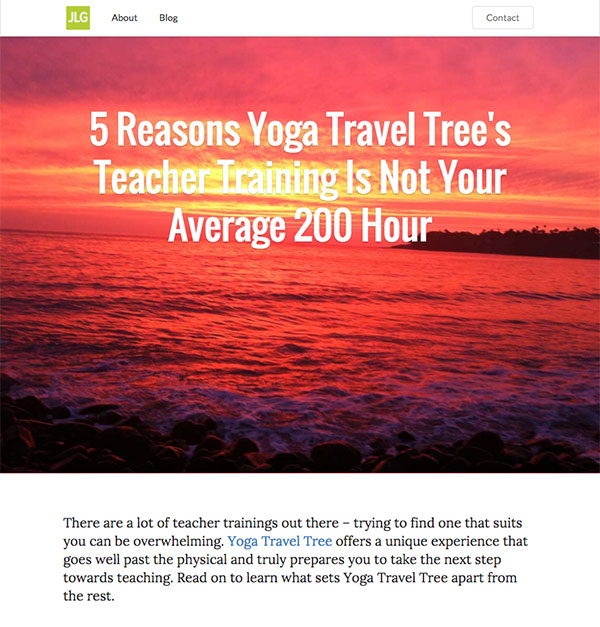 JLG About Blog Contact
5 Reasons Yoga Travel Tree's
Teacher Training Is Not Your
Average 200 Hour
There are a lot of teacher trainings out there – trying to find one that suits
you can be overwhelming. Yoga Travel Tree offers a unique experience that
goes well past the physical and truly prepares you to take the next step
towards teaching. Read on to learn what sets Yoga Travel Tree apart from
the rest.